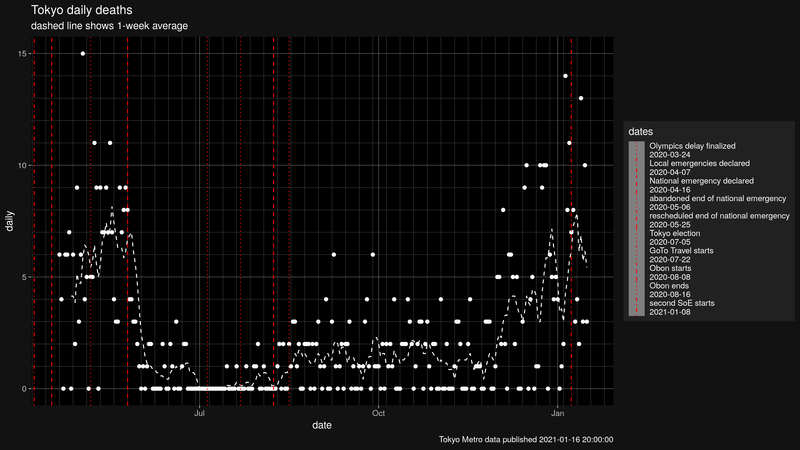 Tokyo daily deaths
dashed line shows 1-week average
daily
15
10
5
0
Jul
Oct
Jan
date
Tokyo Metro data published 2021-01-16 20:00:00
dates
Olympics delay finalized
2020-03-24
Local emergencies declared
2020-04-07
National emergency declared
2020-04-16
abandoned end of national emergency
2020-05-06
rescheduled end of national emergency
2020-05-25
Tokyo election
2020-07-05
GoTo Travel starts
2020-07-22
Obon starts
2020-08-08
Obon ends
2020-08-16
second SoE starts
2021-01-08